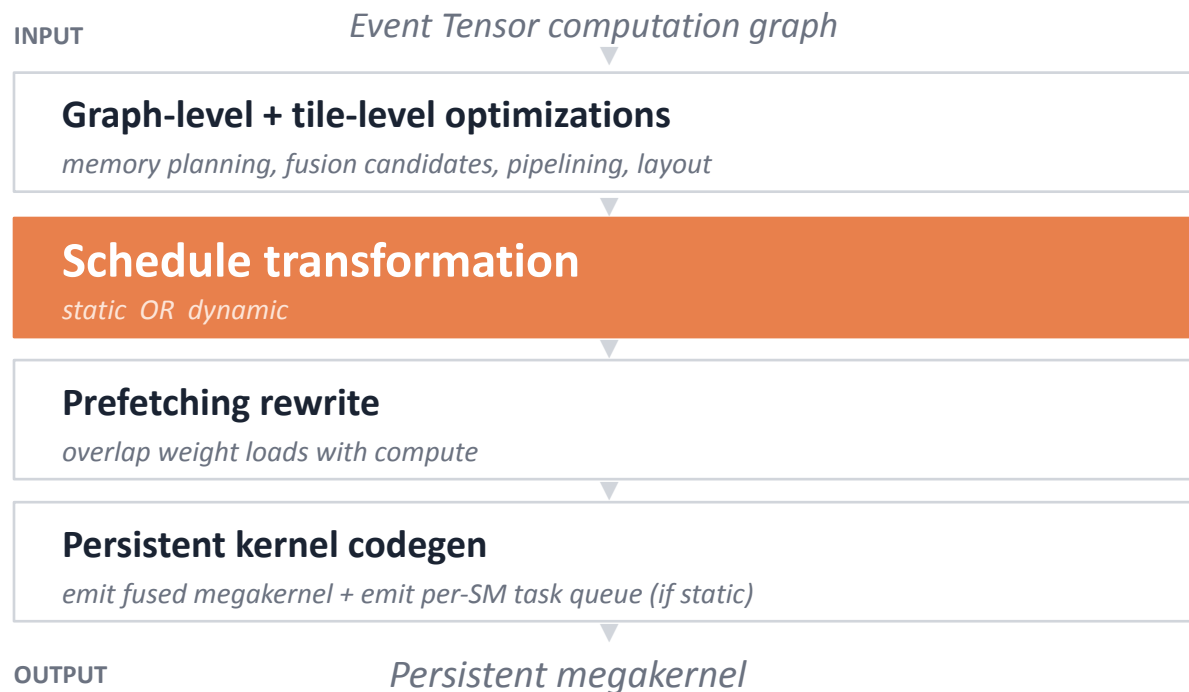 INPUT
Event Tensor computation graph
Graph-level + tile-level optimizations
memory planning, fusion candidates, pipelining, layout
Schedule transformation
static OR dynamic
Prefetching rewrite
overlap weight loads with compute
Persistent kernel codegen
emit fused megakernel + emit per-SM task queue (if static)
OUTPUT
Persistent megakernel